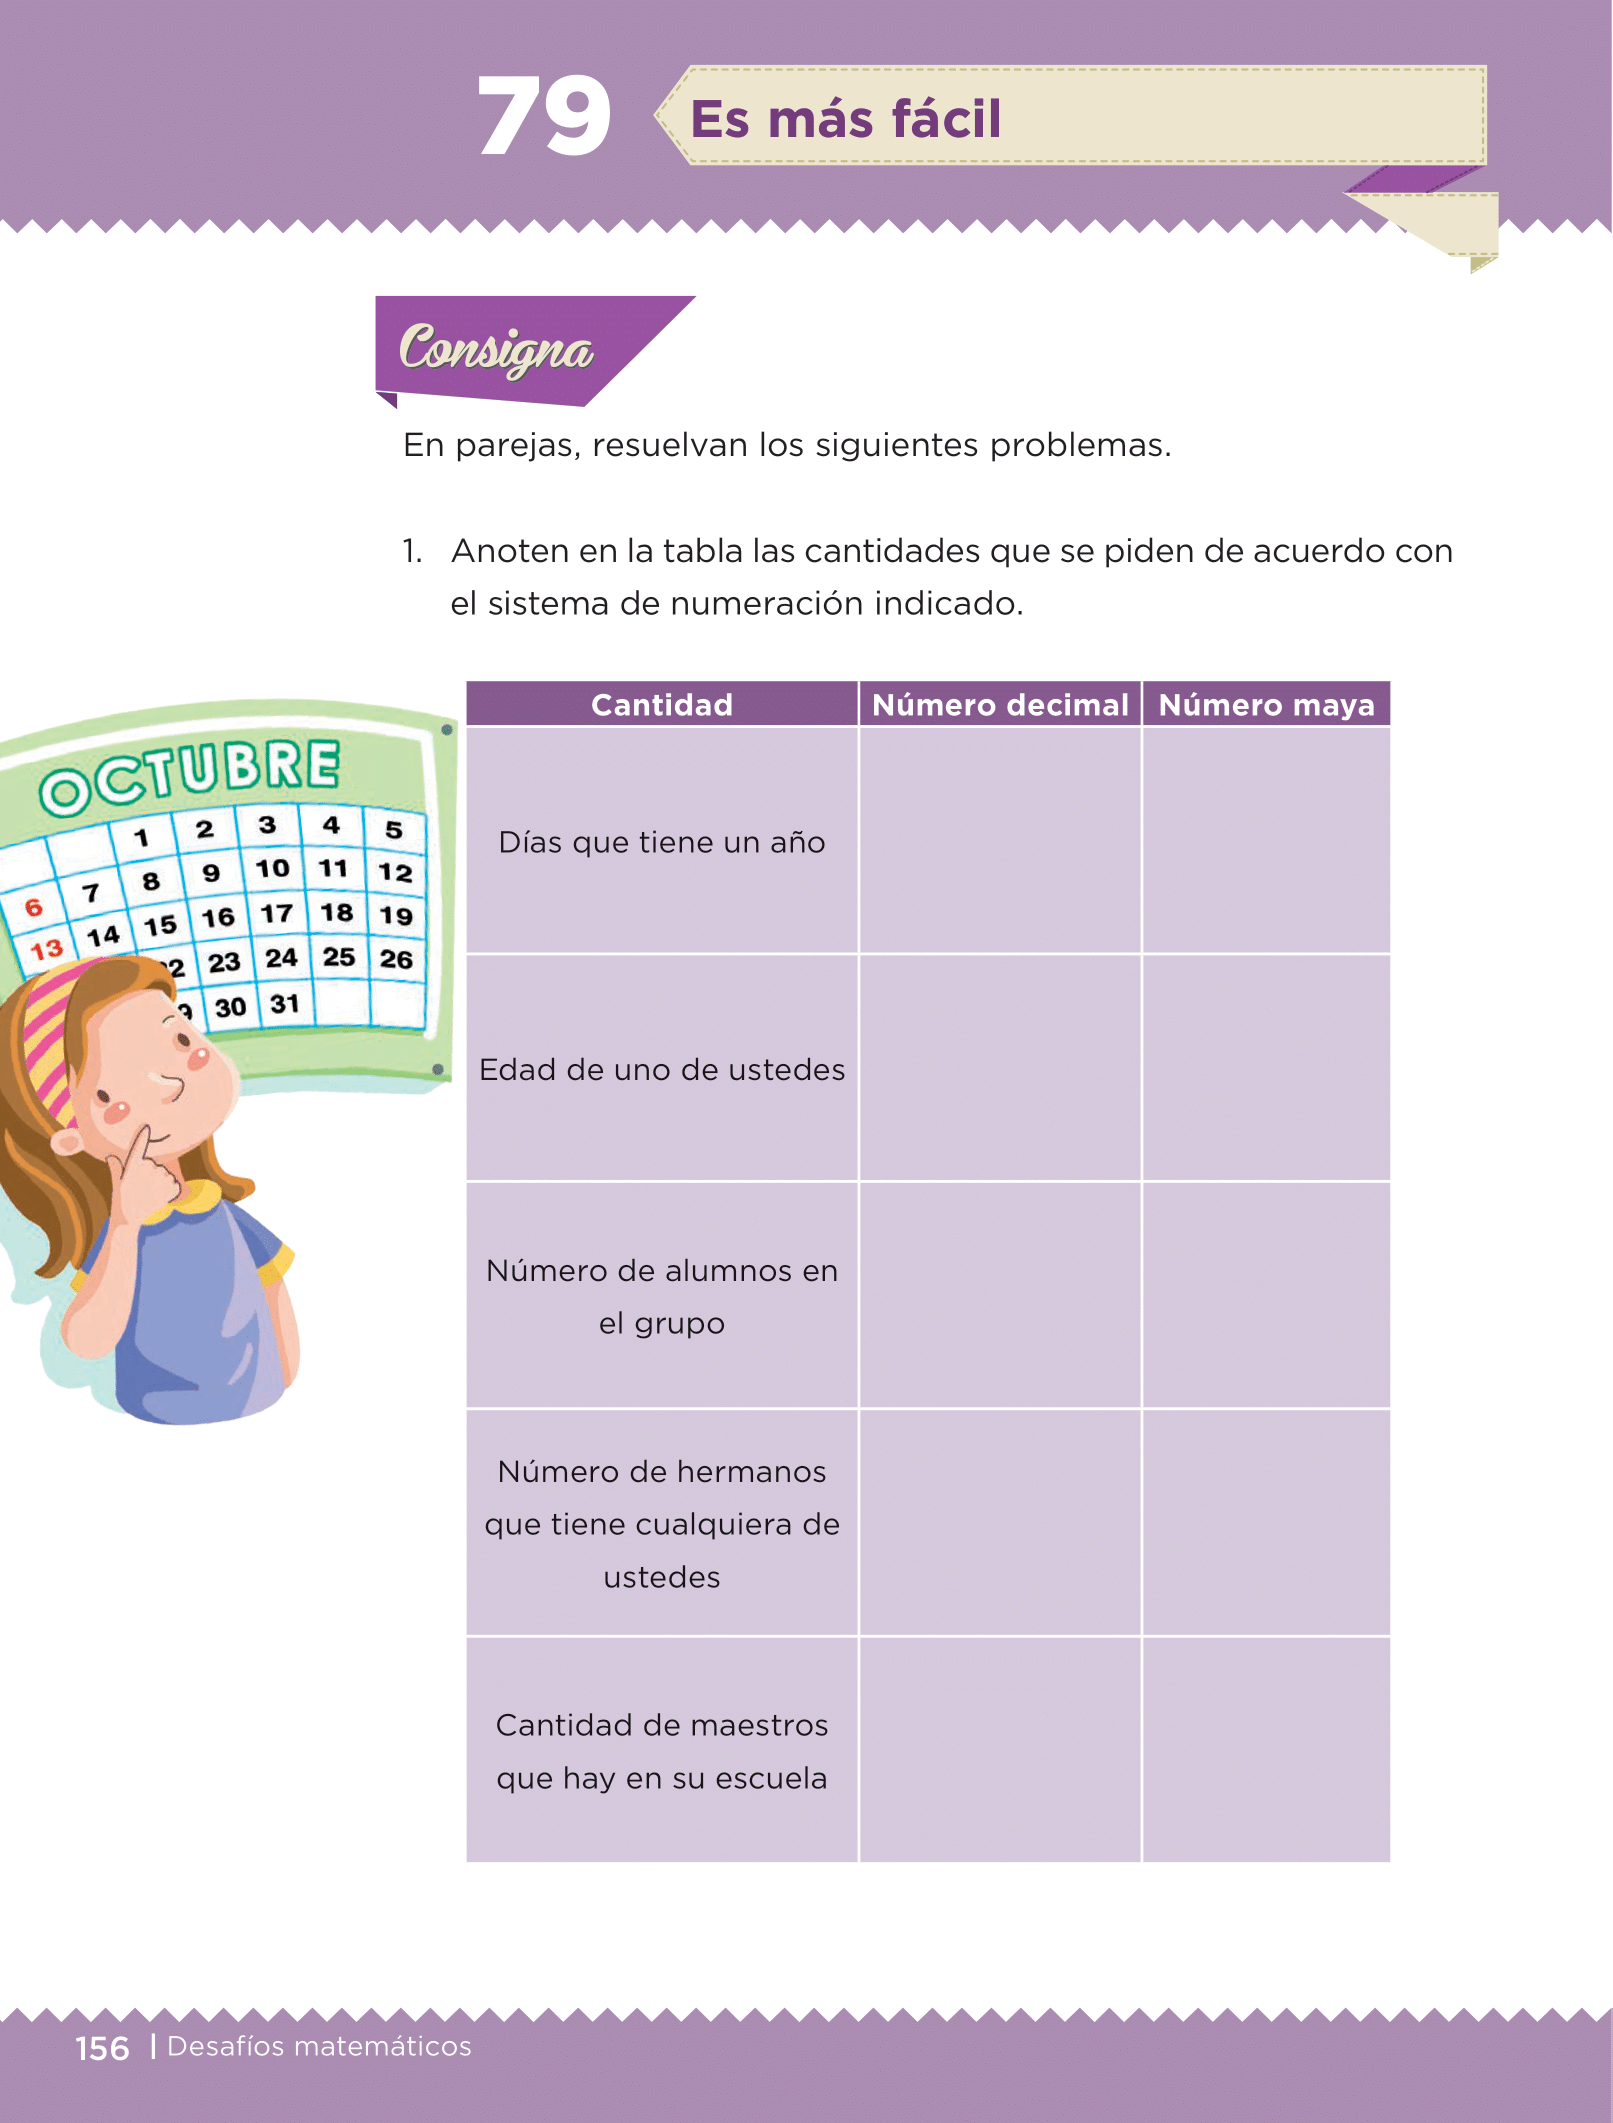 79
Es más fácil
Consigna
En parejas, resuelvan los siguientes problemas.
1. Anoten en la tabla las cantidades que se piden de acuerdo con
el sistema de numeración indicado.
OCTUBRE
1 2 3 4 5
6 7 8 9 10 11 12
13 14 15 16 17 18 19
23 24 25 26
30 31
Cantidad Número decimal Número maya
Días que tiene un año
Edad de uno de ustedes
Número de alumnos en
el grupo
Número de hermanos
que tiene cualquiera de
ustedes
Cantidad de maestros
que hay en su escuela
156 | Desafíos matemáticos